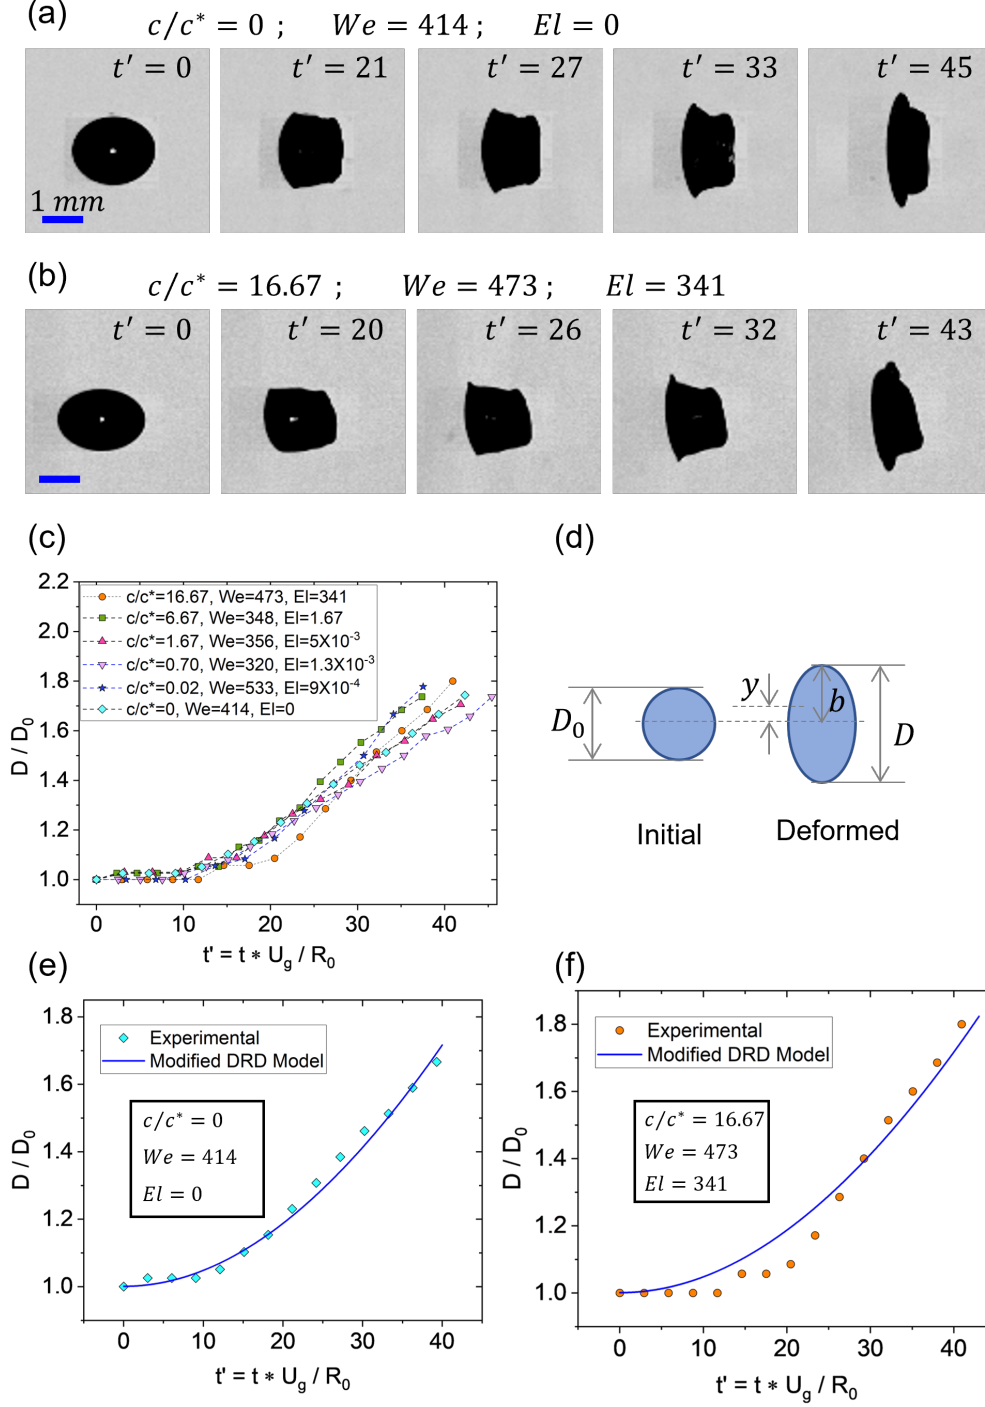 (a)
c/c* = 0 ; We = 414 ; El = 0
t′ = 0
t′ = 21
t′ = 27
t′ = 33
t′ = 45
1 mm
(b)
c/c* = 16.67 ; We = 473 ; El = 341
t′ = 0
t′ = 20
t′ = 26
t′ = 32
t′ = 43
(c)
2.2
2.0
1.8
1.6
1.4
1.2
1.0
D / D₀
c/c*=16.67, We=473, El=341
c/c*=6.67, We=348, El=1.67
c/c*=1.67, We=356, El=5X10⁻³
c/c*=0.70, We=320, El=1.3X10⁻³
c/c*=0.02, We=533, El=9X10⁻⁴
c/c*=0, We=414, El=0
0 10 20 30 40
t' = t * U_g / R₀
(d)
D₀
y
b
D
Initial
Deformed
(e)
1.8
1.6
1.4
1.2
1.0
D / D₀
Experimental
Modified DRD Model
c/c* = 0
We = 414
El = 0
0 10 20 30 40
t' = t * U_g / R₀
(f)
1.8
1.6
1.4
1.2
1.0
D / D₀
Experimental
Modified DRD Model
c/c* = 16.67
We = 473
El = 341
0 10 20 30 40
t' = t * U_g / R₀